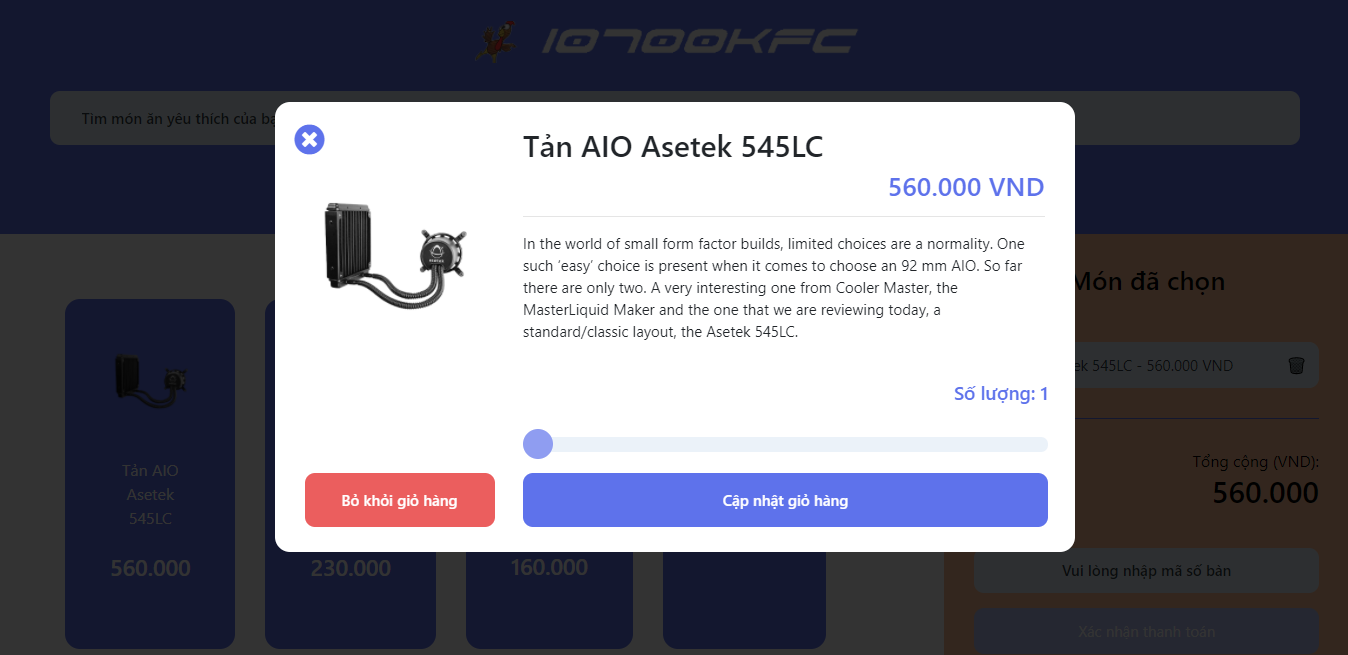 10700KFC
Tìm món ăn yêu thích của bạ
Tản AIO Asetek 545LC
560.000 VND
In the world of small form factor builds, limited choices are a normality. One
such ‘easy’ choice is present when it comes to choose an 92 mm AIO. So far
there are only two. A very interesting one from Cooler Master, the
MasterLiquid Maker and the one that we are reviewing today, a
standard/classic layout, the Asetek 545LC.
Số lượng: 1
Bỏ khỏi giỏ hàng
Cập nhật giỏ hàng
Tản AIO
Asetek
545LC
560.000
230.000
160.000
Món đã chọn
ek 545LC - 560.000 VND
Tổng cộng (VND):
560.000
Vui lòng nhập mã số bàn
Xác nhận thanh toán